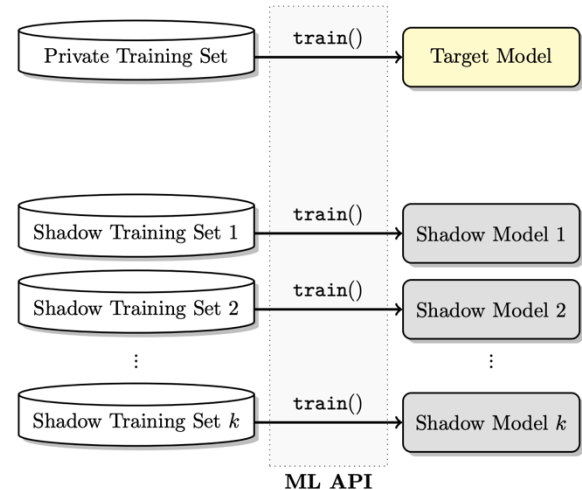 Private Training Set train() Target Model
Shadow Training Set 1 train() Shadow Model 1
Shadow Training Set 2 train() Shadow Model 2
⋮ ⋮
Shadow Training Set k train() Shadow Model k
ML API